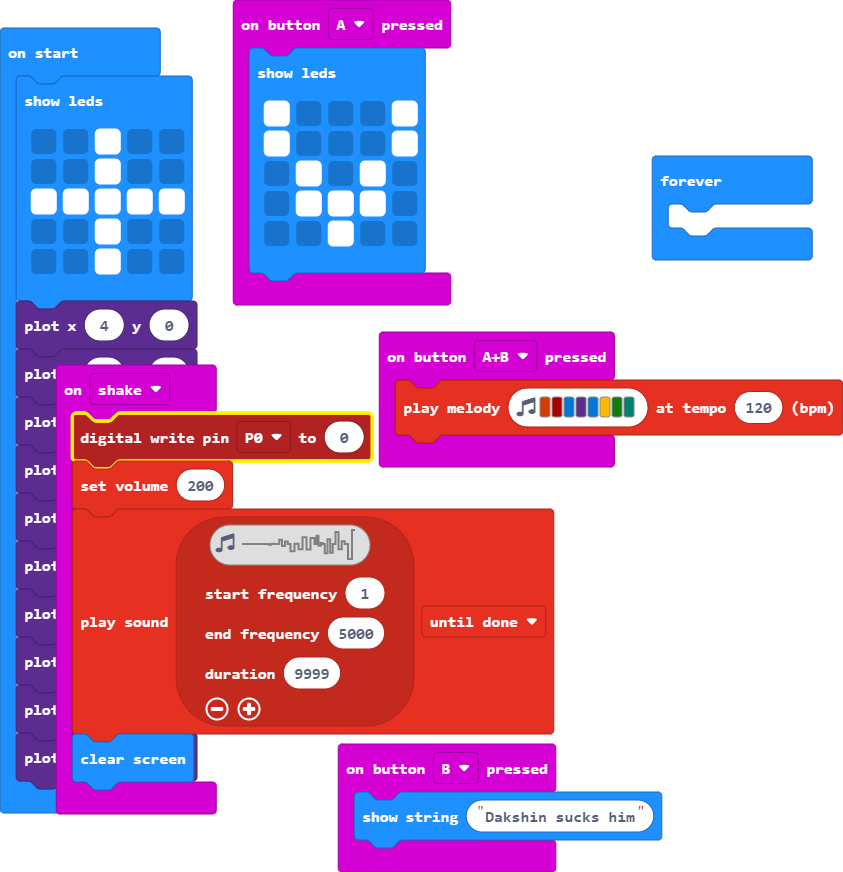 on start
show leds
plot x 4 y 0
plot
plot
plot
plot
plot
plot
plot
plot
plot
on button A pressed
show leds
forever
on button A+B pressed
play melody at tempo 120 (bpm)
on shake
digital write pin P0 to 0
set volume 200
play sound until done
start frequency 1
end frequency 5000
duration 9999
clear screen
on button B pressed
show string "Dakshin sucks him"